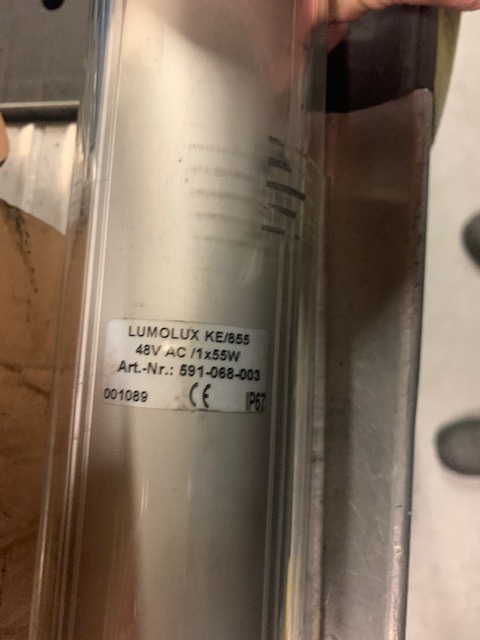 LUMOLUX KE/855
48V AC /1x55W
Art.-Nr.: 591-068-003
001089 CE IP67